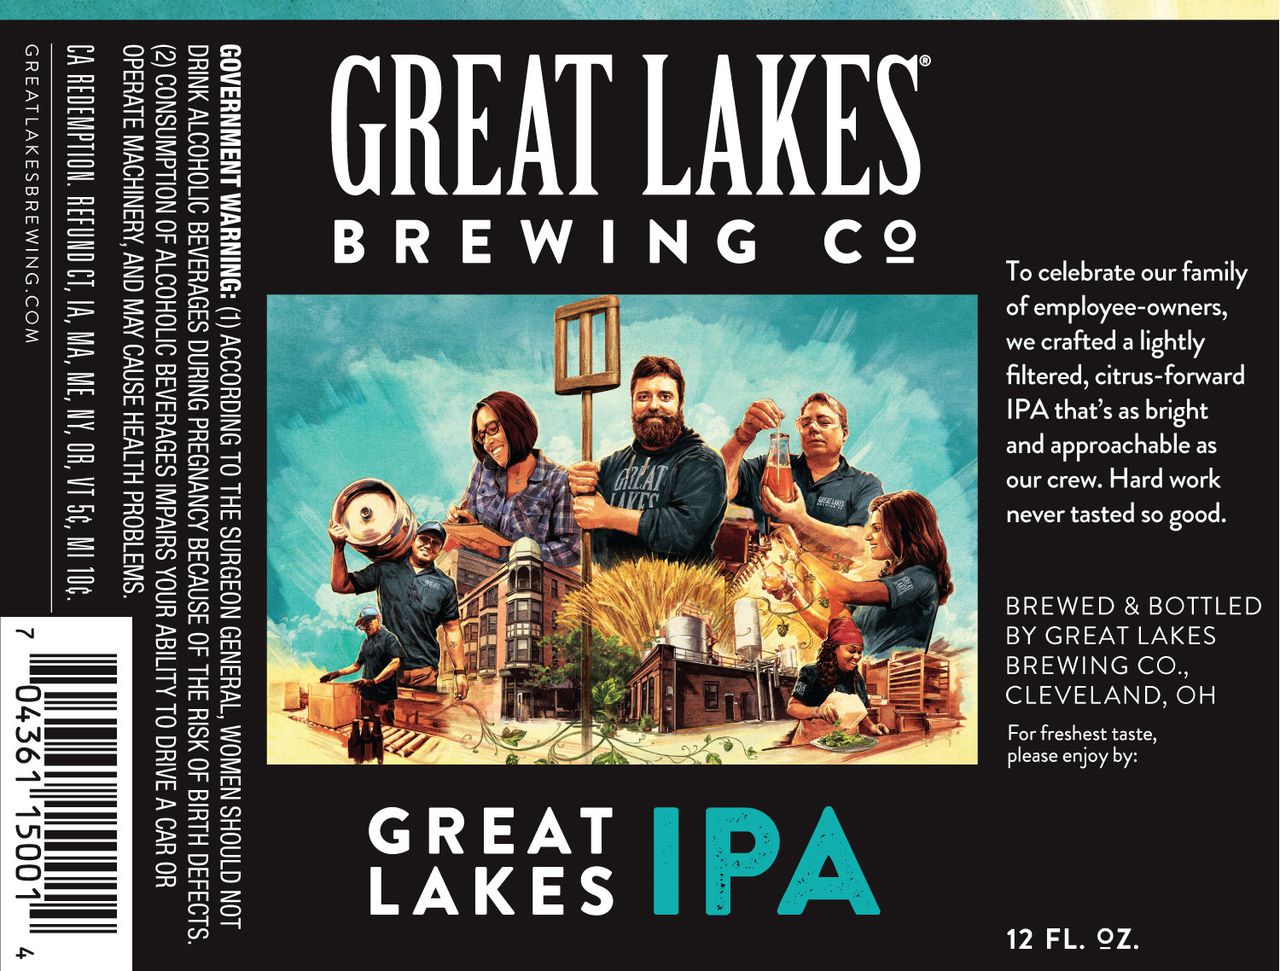 GREAT LAKES®
BREWING Co
GREAT
LAKES
GREAT LAKES
BREWING CO
GREAT
LAKES
GREAT
LAKES
IPA
To celebrate our family
of employee-owners,
we crafted a lightly
filtered, citrus-forward
IPA that's as bright
and approachable as
our crew. Hard work
never tasted so good.
BREWED & BOTTLED
BY GREAT LAKES
BREWING CO.,
CLEVELAND, OH
For freshest taste,
please enjoy by:
12 FL. OZ.
GOVERNMENT WARNING: (1) ACCORDING TO THE SURGEON GENERAL, WOMEN SHOULD NOT
DRINK ALCOHOLIC BEVERAGES DURING PREGNANCY BECAUSE OF THE RISK OF BIRTH DEFECTS.
(2) CONSUMPTION OF ALCOHOLIC BEVERAGES IMPAIRS YOUR ABILITY TO DRIVE A CAR OR
OPERATE MACHINERY, AND MAY CAUSE HEALTH PROBLEMS.
CA REDEMPTION. REFUND CT, IA, MA, ME, NY, OR, VT 5¢, MI 10¢.
GREATLAKESBREWING.COM
7 04361 15001 4